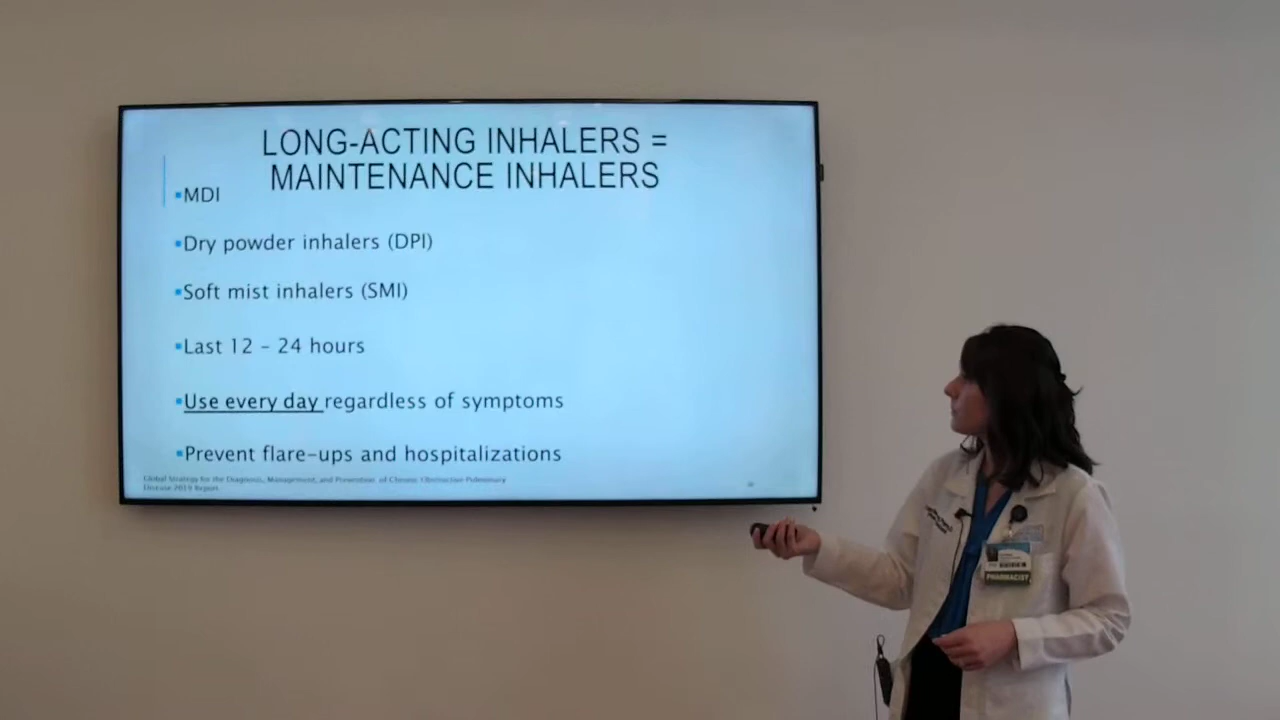 LONG-ACTING INHALERS =
MAINTENANCE INHALERS
▪MDI
▪Dry powder inhalers (DPI)
▪Soft mist inhalers (SMI)
▪Last 12 – 24 hours
▪Use every day regardless of symptoms
▪Prevent flare-ups and hospitalizations
Global Strategy for the Diagnosis, Management, and Prevention of Chronic Obstructive Pulmonary
Disease 2019 Report
PHARMACIST